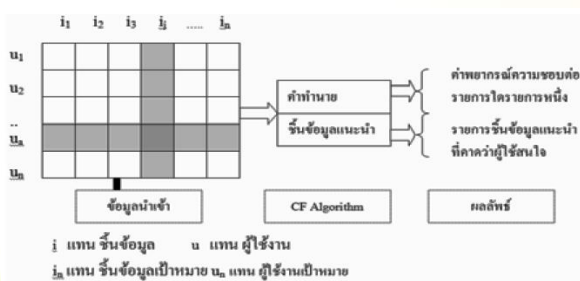 i1 i2 i3 ii ..... in
u1
u2
..
ua
un
คำทำนาย
ชิ้นข้อมูลแนะนำ
ค่าพยากรณ์ความชอบต่อ
รายการใดรายการหนึ่ง
รายการชิ้นข้อมูลแนะนำ
ที่คาดว่าผู้ใช้สนใจ
ข้อมูลนำเข้า
CF Algorithm
ผลลัพธ์
i แทน ชิ้นข้อมูล u แทน ผู้ใช้งาน
in แทน ชิ้นข้อมูลเป้าหมาย un แทน ผู้ใช้งานเป้าหมาย